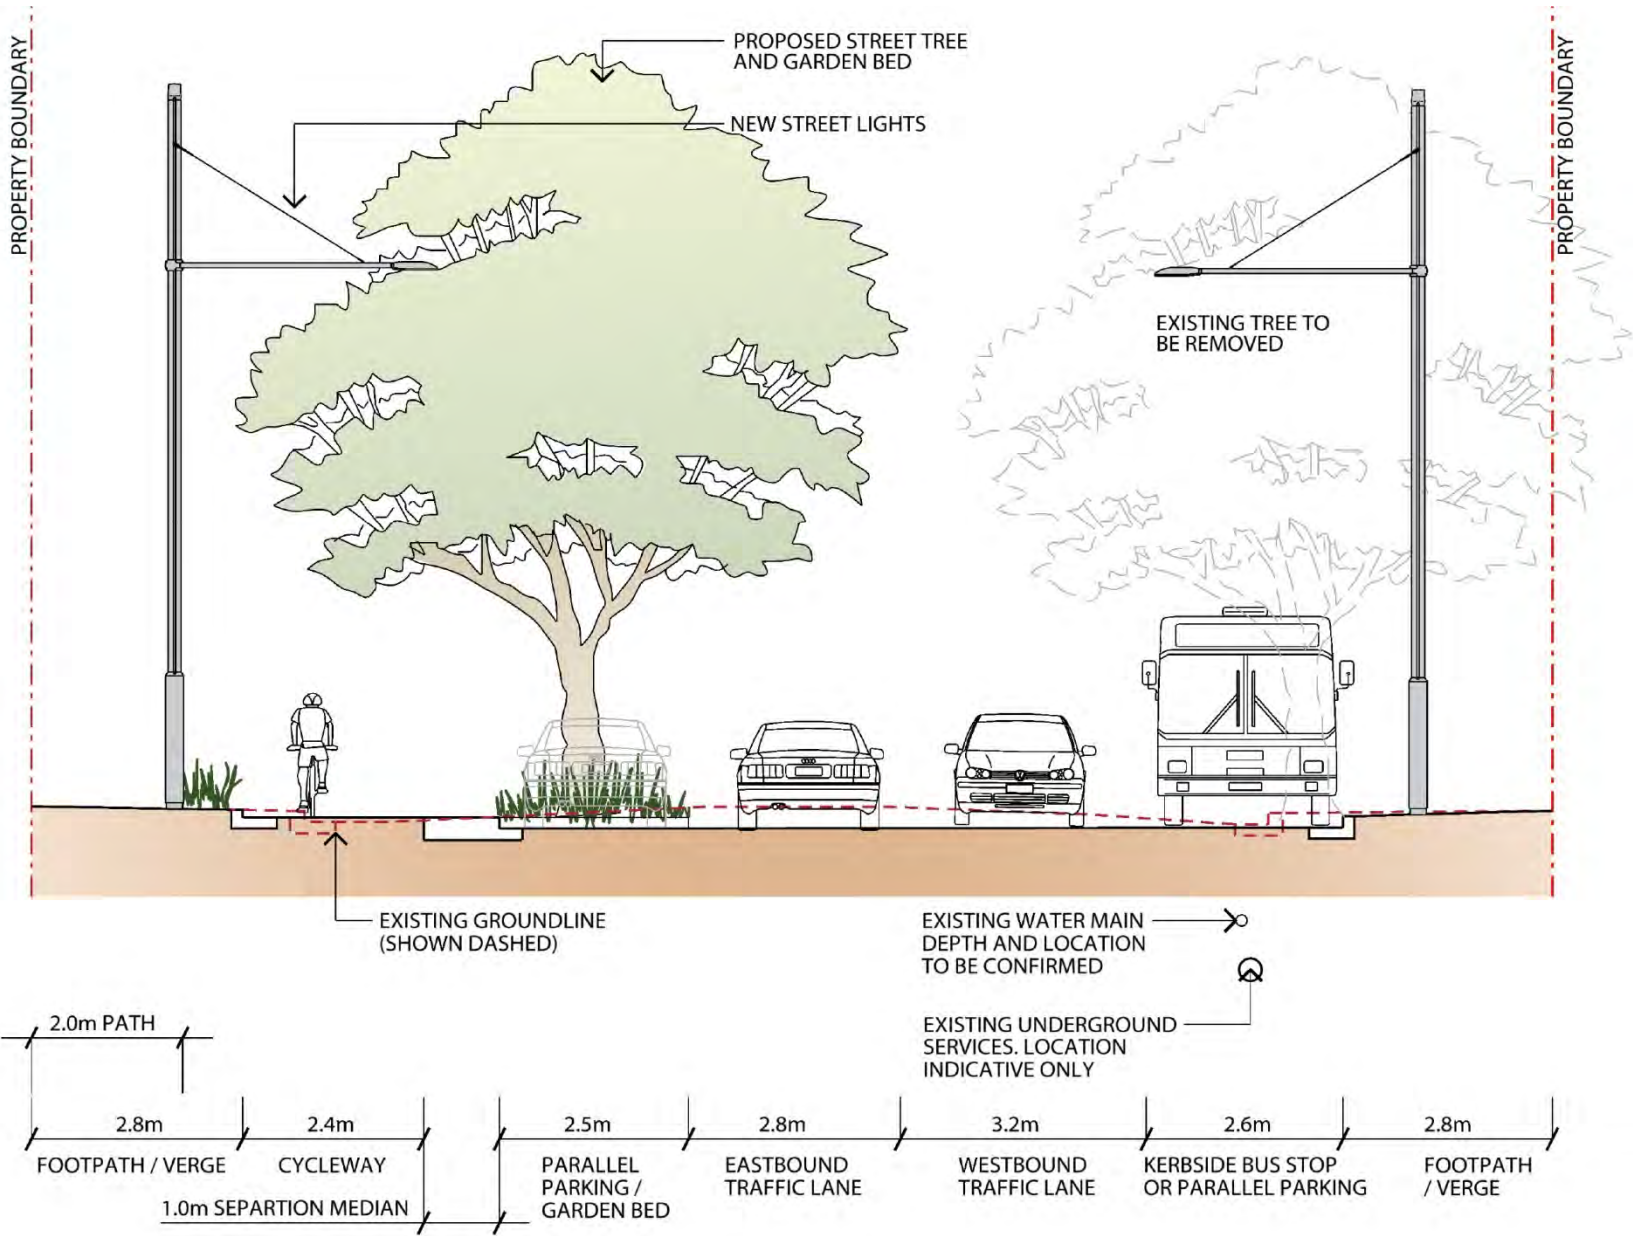 PROPERTY BOUNDARY
PROPOSED STREET TREE
AND GARDEN BED
NEW STREET LIGHTS
PROPERTY BOUNDARY
EXISTING TREE TO
BE REMOVED
EXISTING GROUNDLINE
(SHOWN DASHED)
EXISTING WATER MAIN
DEPTH AND LOCATION
TO BE CONFIRMED
EXISTING UNDERGROUND
SERVICES. LOCATION
INDICATIVE ONLY
2.0m PATH
2.8m
2.4m
2.5m
2.8m
3.2m
2.6m
2.8m
FOOTPATH / VERGE
CYCLEWAY
1.0m SEPARTION MEDIAN
PARALLEL
PARKING /
GARDEN BED
EASTBOUND
TRAFFIC LANE
WESTBOUND
TRAFFIC LANE
KERBSIDE BUS STOP
OR PARALLEL PARKING
FOOTPATH
/ VERGE